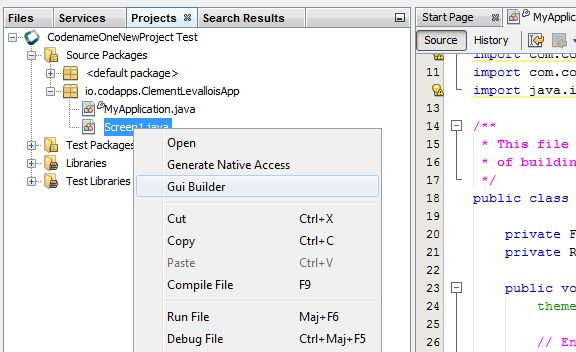 Files
Services
Projects
Search Results
CodenameOneNewProject Test
Source Packages
<default package>
io.codapps.ClementLevalloisApp
MyApplication.java
Screen1.java
Test Packages
Libraries
Test Libraries
Open
Generate Native Access
Gui Builder
Cut Ctrl+X
Copy Ctrl+C
Paste Ctrl+V
Compile File F9
Run File Maj+F6
Debug File Ctrl+Maj+F5
Start Page
MyApplic
Source
History
import com.co
11 import com.co
import java.i
13
14 /**
15 * This file
16 * of buildin
17 */
18 public class
20 private F
21 private R
22
23 public vo
24 theme
25
26 // En